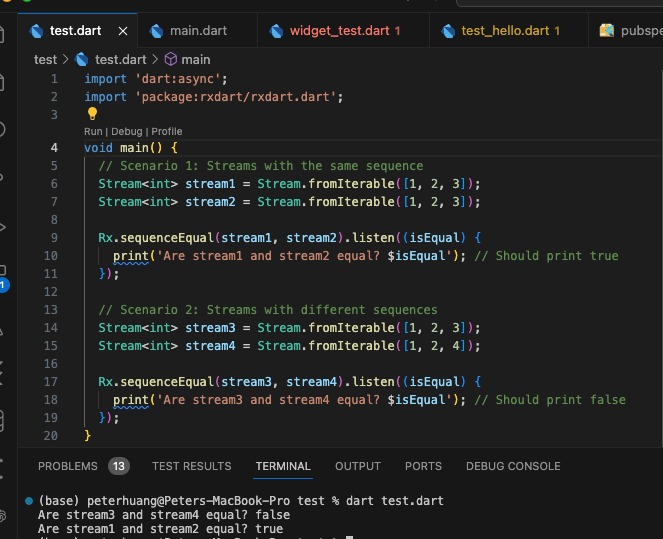 test.dart × main.dart widget_test.dart 1 test_hello.dart 1 pubspe
test > test.dart > main
1 import 'dart:async';
2 import 'package:rxdart/rxdart.dart';
3
Run | Debug | Profile
4 void main() {
5 // Scenario 1: Streams with the same sequence
6 Stream<int> stream1 = Stream.fromIterable([1, 2, 3]);
7 Stream<int> stream2 = Stream.fromIterable([1, 2, 3]);
8
9 Rx.sequenceEqual(stream1, stream2).listen((isEqual) {
10 print('Are stream1 and stream2 equal? $isEqual'); // Should print true
11 });
12
13 // Scenario 2: Streams with different sequences
14 Stream<int> stream3 = Stream.fromIterable([1, 2, 3]);
15 Stream<int> stream4 = Stream.fromIterable([1, 2, 4]);
16
17 Rx.sequenceEqual(stream3, stream4).listen((isEqual) {
18 print('Are stream3 and stream4 equal? $isEqual'); // Should print false
19 });
20 }
1
PROBLEMS 13 TEST RESULTS TERMINAL OUTPUT PORTS DEBUG CONSOLE
(base) peterhuang@Peters-MacBook-Pro test % dart test.dart
Are stream3 and stream4 equal? false
Are stream1 and stream2 equal? true